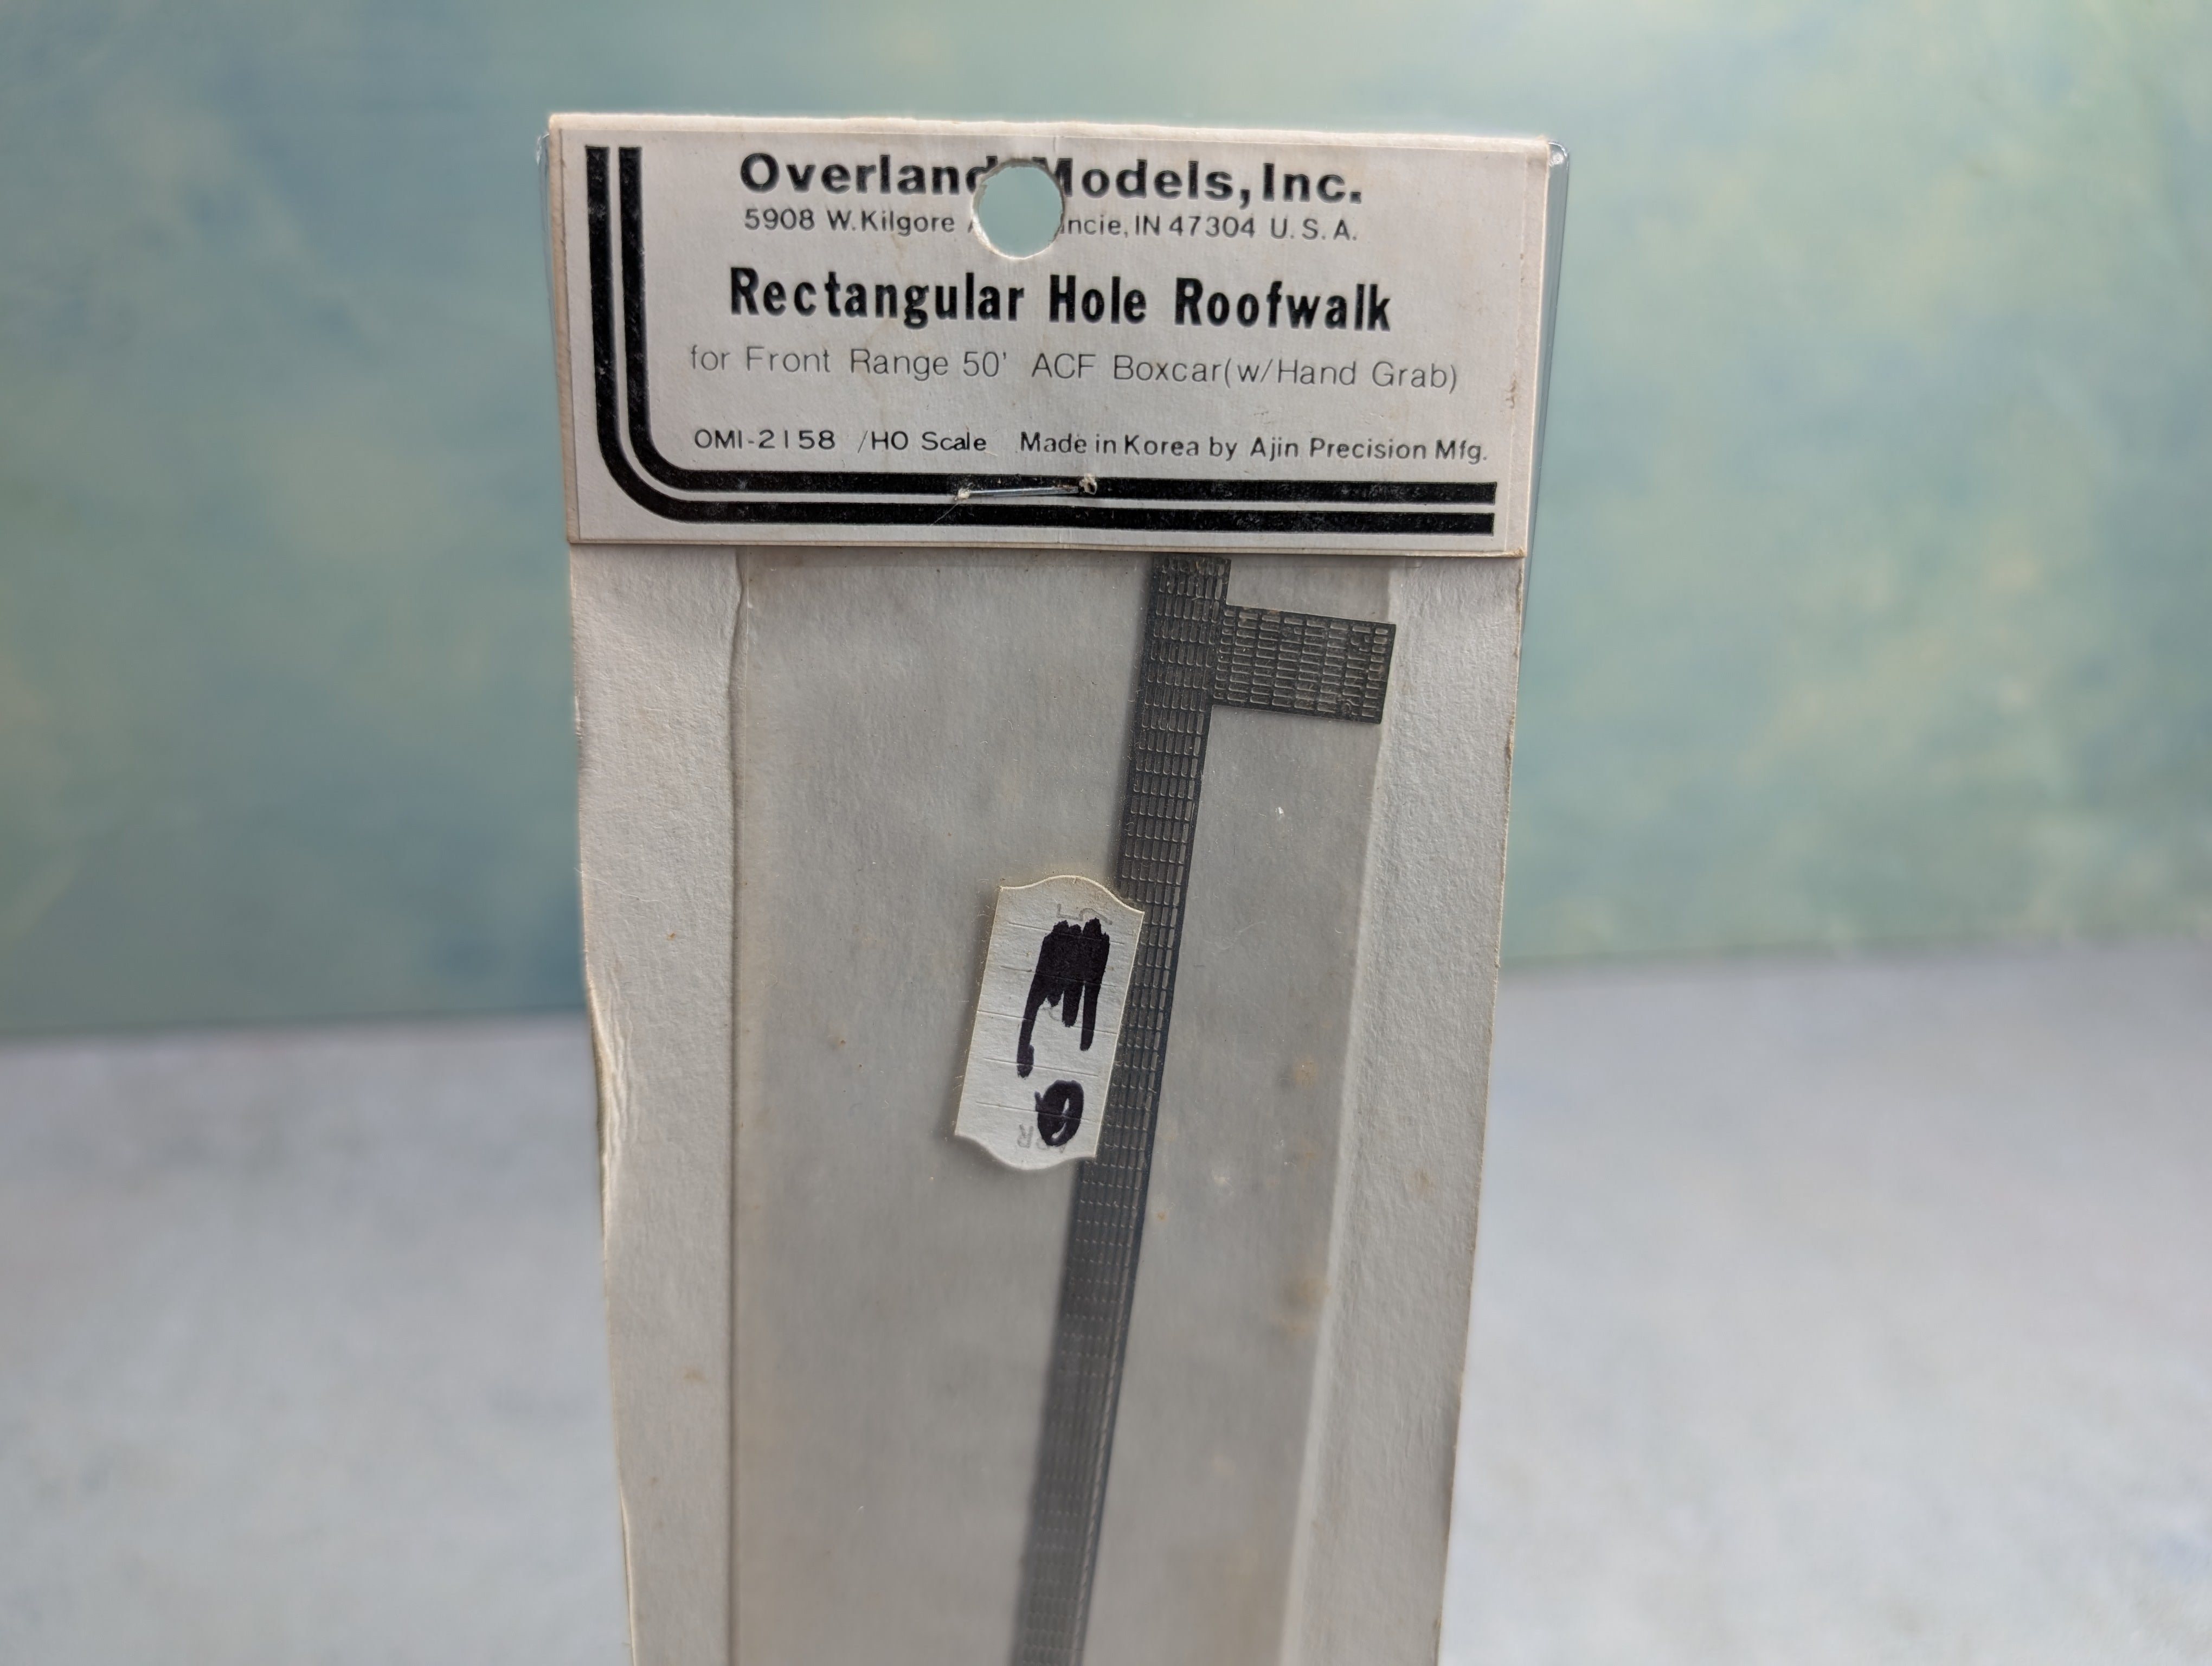 Overland Models, Inc.
5908 W. Kilgore IN 47304 U. S. A.
Rectangular Hole Roofwalk
for Front Range 50' ACF Boxcar(w/Hand Grab)
OMI-2158 /HO Scale Made in Korea by Ajin Precision Mfg.